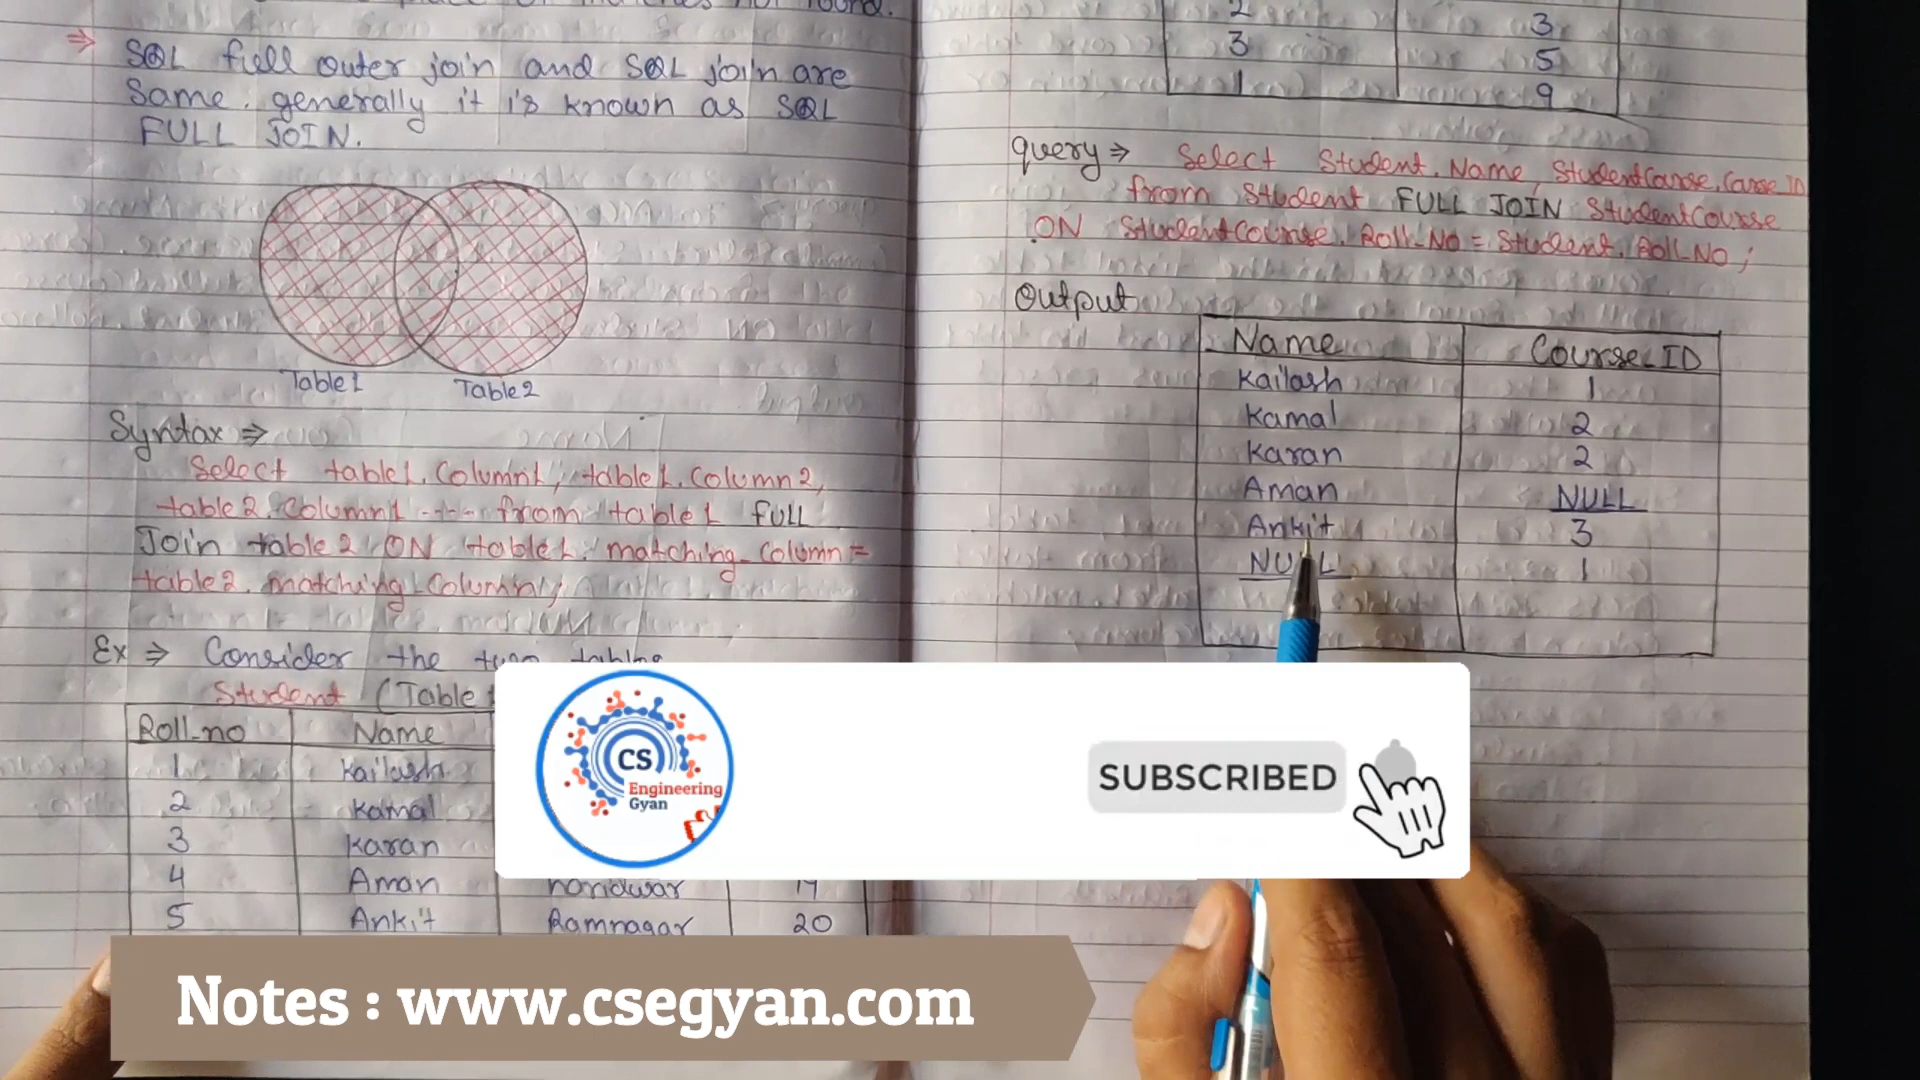 SQL full outer join and SQL join are
Same. generally it is known as SQL
FULL JOIN.
Table1 Table2
Syntax ⇒
Select table1.Column1, table1.Column2,
table2.Column1 ---- from table1 FULL
Join table2 ON table1.matching_column =
table2.matching_column;
Ex ⇒ Consider the two tables
Student (Table 1
Roll_no Name
1 Kailash
2 Kamal
3 Karan
4 Aman haridwar 19
5 Ankit Ramnagar 20
2 3
3 5
1 9
query ⇒ Select Student.Name, StudentCourse.Course_ID
from Student FULL JOIN StudentCourse
ON StudentCourse.Roll_No = Student.Roll_No;
Output
Name Course_ID
Kailash 1
Kamal 2
Karan 2
Aman NULL
Ankit 3
NULL 1
CS
Engineering
Gyan
SUBSCRIBED
Notes : www.csegyan.com